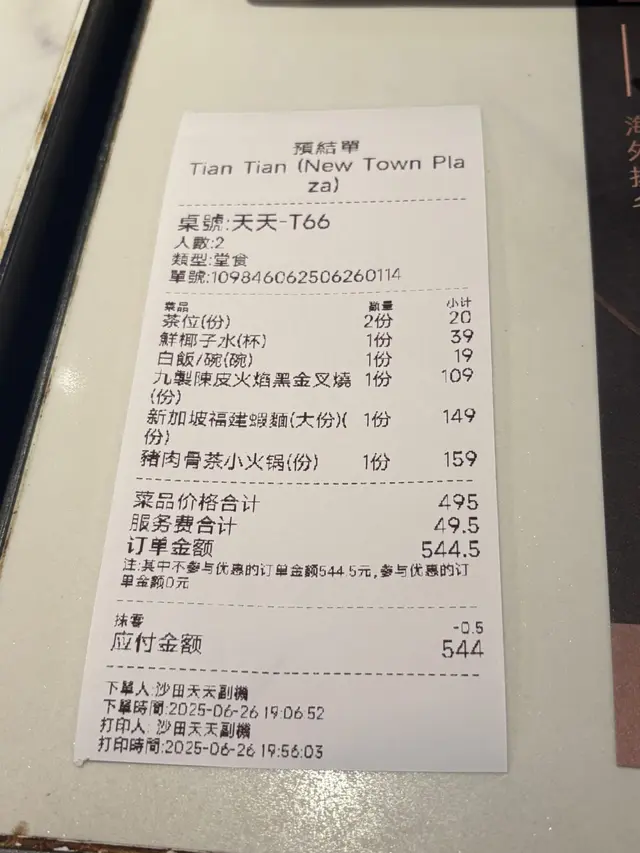 預結單
Tian Tian (New Town Pla
za)
桌號:天天-T66
人數:2
類型:堂食
單號:109846062506260114
菜品 數量 小计
茶位(份) 2份 20
鮮椰子水(杯) 1份 39
白飯/碗(碗) 1份 19
九製陳皮火焰黑金叉燒 1份 109
(份)
新加坡福建蝦麵(大份)( 1份 149
份)
豬肉骨茶小火锅(份) 1份 159
菜品价格合计 495
服务费合计 49.5
订单金额 544.5
注:其中不参与优惠的订单金额544.5元,参与优惠的订
单金额0元
抹零 -0.5
应付金额 544
下單人:沙田天天副機
下單時間:2025-06-26 19:06:52
打印人: 沙田天天副機
打印時間:2025-06-26 19:56:03
海
外